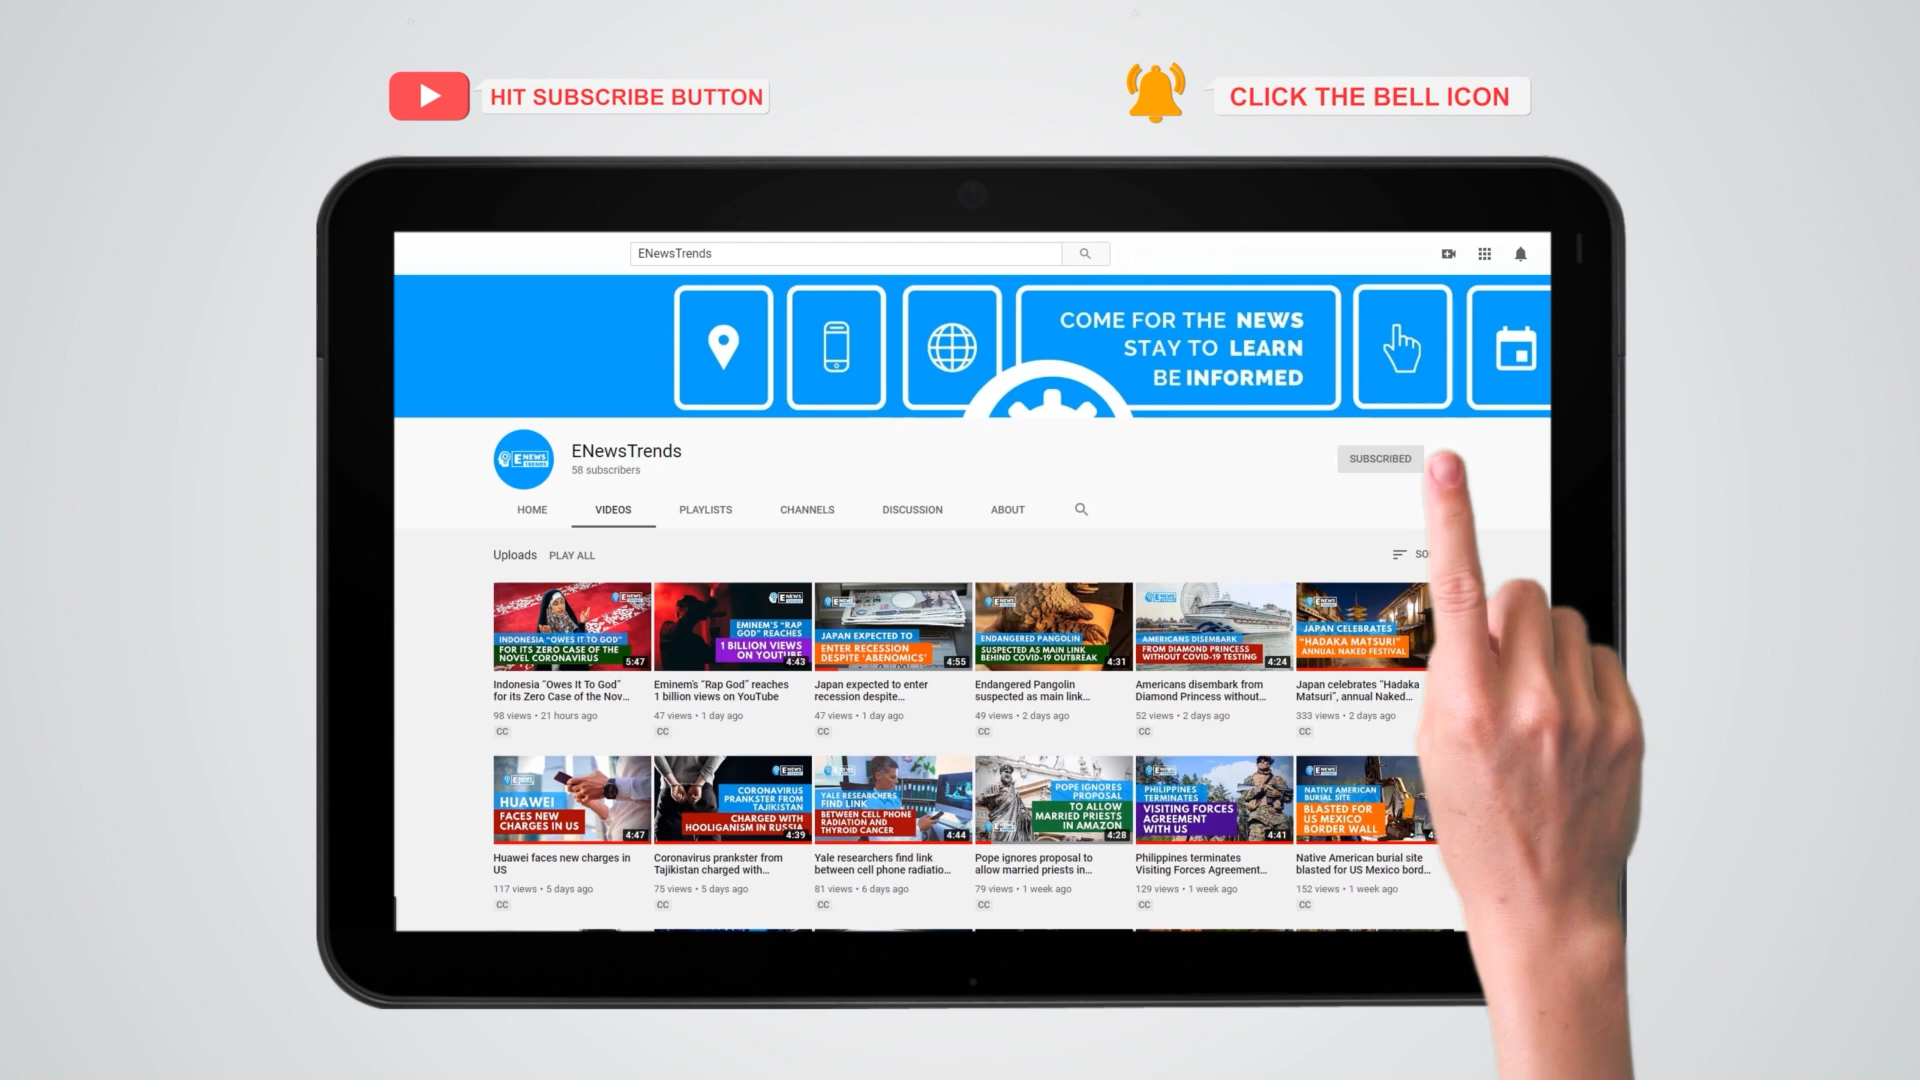 HIT SUBSCRIBE BUTTON
CLICK THE BELL ICON
ENewsTrends
COME FOR THE NEWS
STAY TO LEARN
BE INFORMED
E NEWS
TRENDS
ENewsTrends
58 subscribers
SUBSCRIBED
HOME VIDEOS PLAYLISTS CHANNELS DISCUSSION ABOUT
Uploads PLAY ALL
SO
INDONESIA "OWES IT TO GOD"
FOR ITS ZERO CASE OF THE
NOVEL CORONAVIRUS
5:47
EMINEM'S "RAP
GOD" REACHES
1 BILLION VIEWS
ON YOUTUBE
4:43
JAPAN EXPECTED TO
ENTER RECESSION
DESPITE 'ABENOMICS'
4:55
ENDANGERED PANGOLIN
SUSPECTED AS MAIN LINK
BEHIND COVID-19 OUTBREAK
4:31
AMERICANS DISEMBARK
FROM DIAMOND PRINCESS
WITHOUT COVID-19 TESTING
4:24
JAPAN CELEBRATES
"HADAKA MATSURI"
ANNUAL NAKED FESTIVAL
Indonesia "Owes It To God"
for its Zero Case of the Nov...
98 views • 21 hours ago
CC
Eminem's "Rap God" reaches
1 billion views on YouTube
47 views • 1 day ago
CC
Japan expected to enter
recession despite...
47 views • 1 day ago
CC
Endangered Pangolin
suspected as main link...
49 views • 2 days ago
CC
Americans disembark from
Diamond Princess without...
52 views • 2 days ago
CC
Japan celebrates "Hadaka
Matsuri", annual Naked...
333 views • 2 days ago
CC
HUAWEI
FACES NEW
CHARGES IN US
4:47
CORONAVIRUS
PRANKSTER FROM
TAJIKISTAN
CHARGED WITH
HOOLIGANISM IN RUSSIA
4:39
YALE RESEARCHERS
FIND LINK
BETWEEN CELL PHONE
RADIATION AND
THYROID CANCER
4:44
POPE IGNORES
PROPOSAL
TO ALLOW
MARRIED PRIESTS
IN AMAZON
4:28
PHILIPPINES
TERMINATES
VISITING FORCES
AGREEMENT
WITH US
4:41
NATIVE AMERICAN
BURIAL SITE
BLASTED FOR
US MEXICO
BORDER WALL
4:
Huawei faces new charges in
US
117 views • 5 days ago
CC
Coronavirus prankster from
Tajikistan charged with...
75 views • 5 days ago
CC
Yale researchers find link
between cell phone radiatio...
81 views • 6 days ago
CC
Pope ignores proposal to
allow married priests in...
79 views • 1 week ago
CC
Philippines terminates
Visiting Forces Agreement...
129 views • 1 week ago
CC
Native American burial site
blasted for US Mexico bord...
152 views • 1 week ago
CC